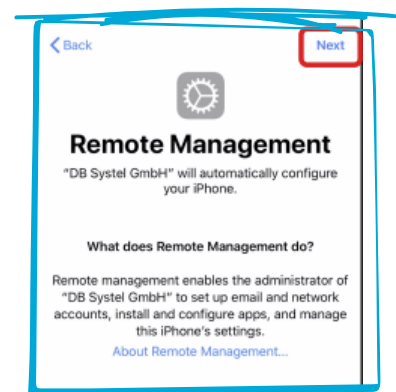 Back
Next
Remote Management
"DB Systel GmbH" will automatically configure
your iPhone.
What does Remote Management do?
Remote management enables the administrator of
"DB Systel GmbH" to set up email and network
accounts, install and configure apps, and manage
this iPhone's settings.
About Remote Management...